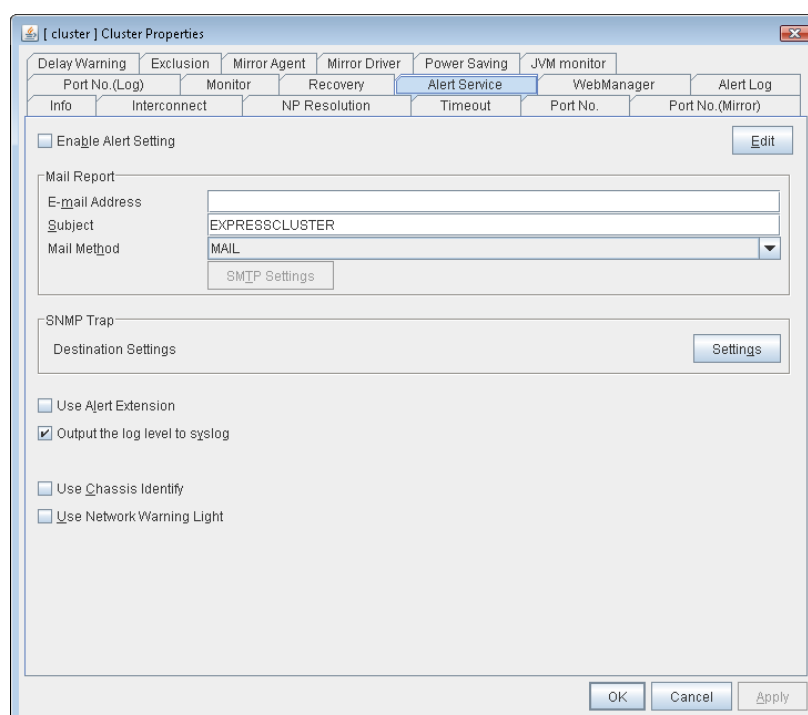 [ cluster ] Cluster Properties
Delay Warning Exclusion Mirror Agent Mirror Driver Power Saving JVM monitor
Port No.(Log) Monitor Recovery Alert Service WebManager Alert Log
Info Interconnect NP Resolution Timeout Port No. Port No.(Mirror)
Enable Alert Setting Edit
Mail Report
E-mail Address
Subject EXPRESSCLUSTER
Mail Method MAIL
SMTP Settings
SNMP Trap
Destination Settings Settings
Use Alert Extension
Output the log level to syslog
Use Chassis Identify
Use Network Warning Light
OK Cancel Apply